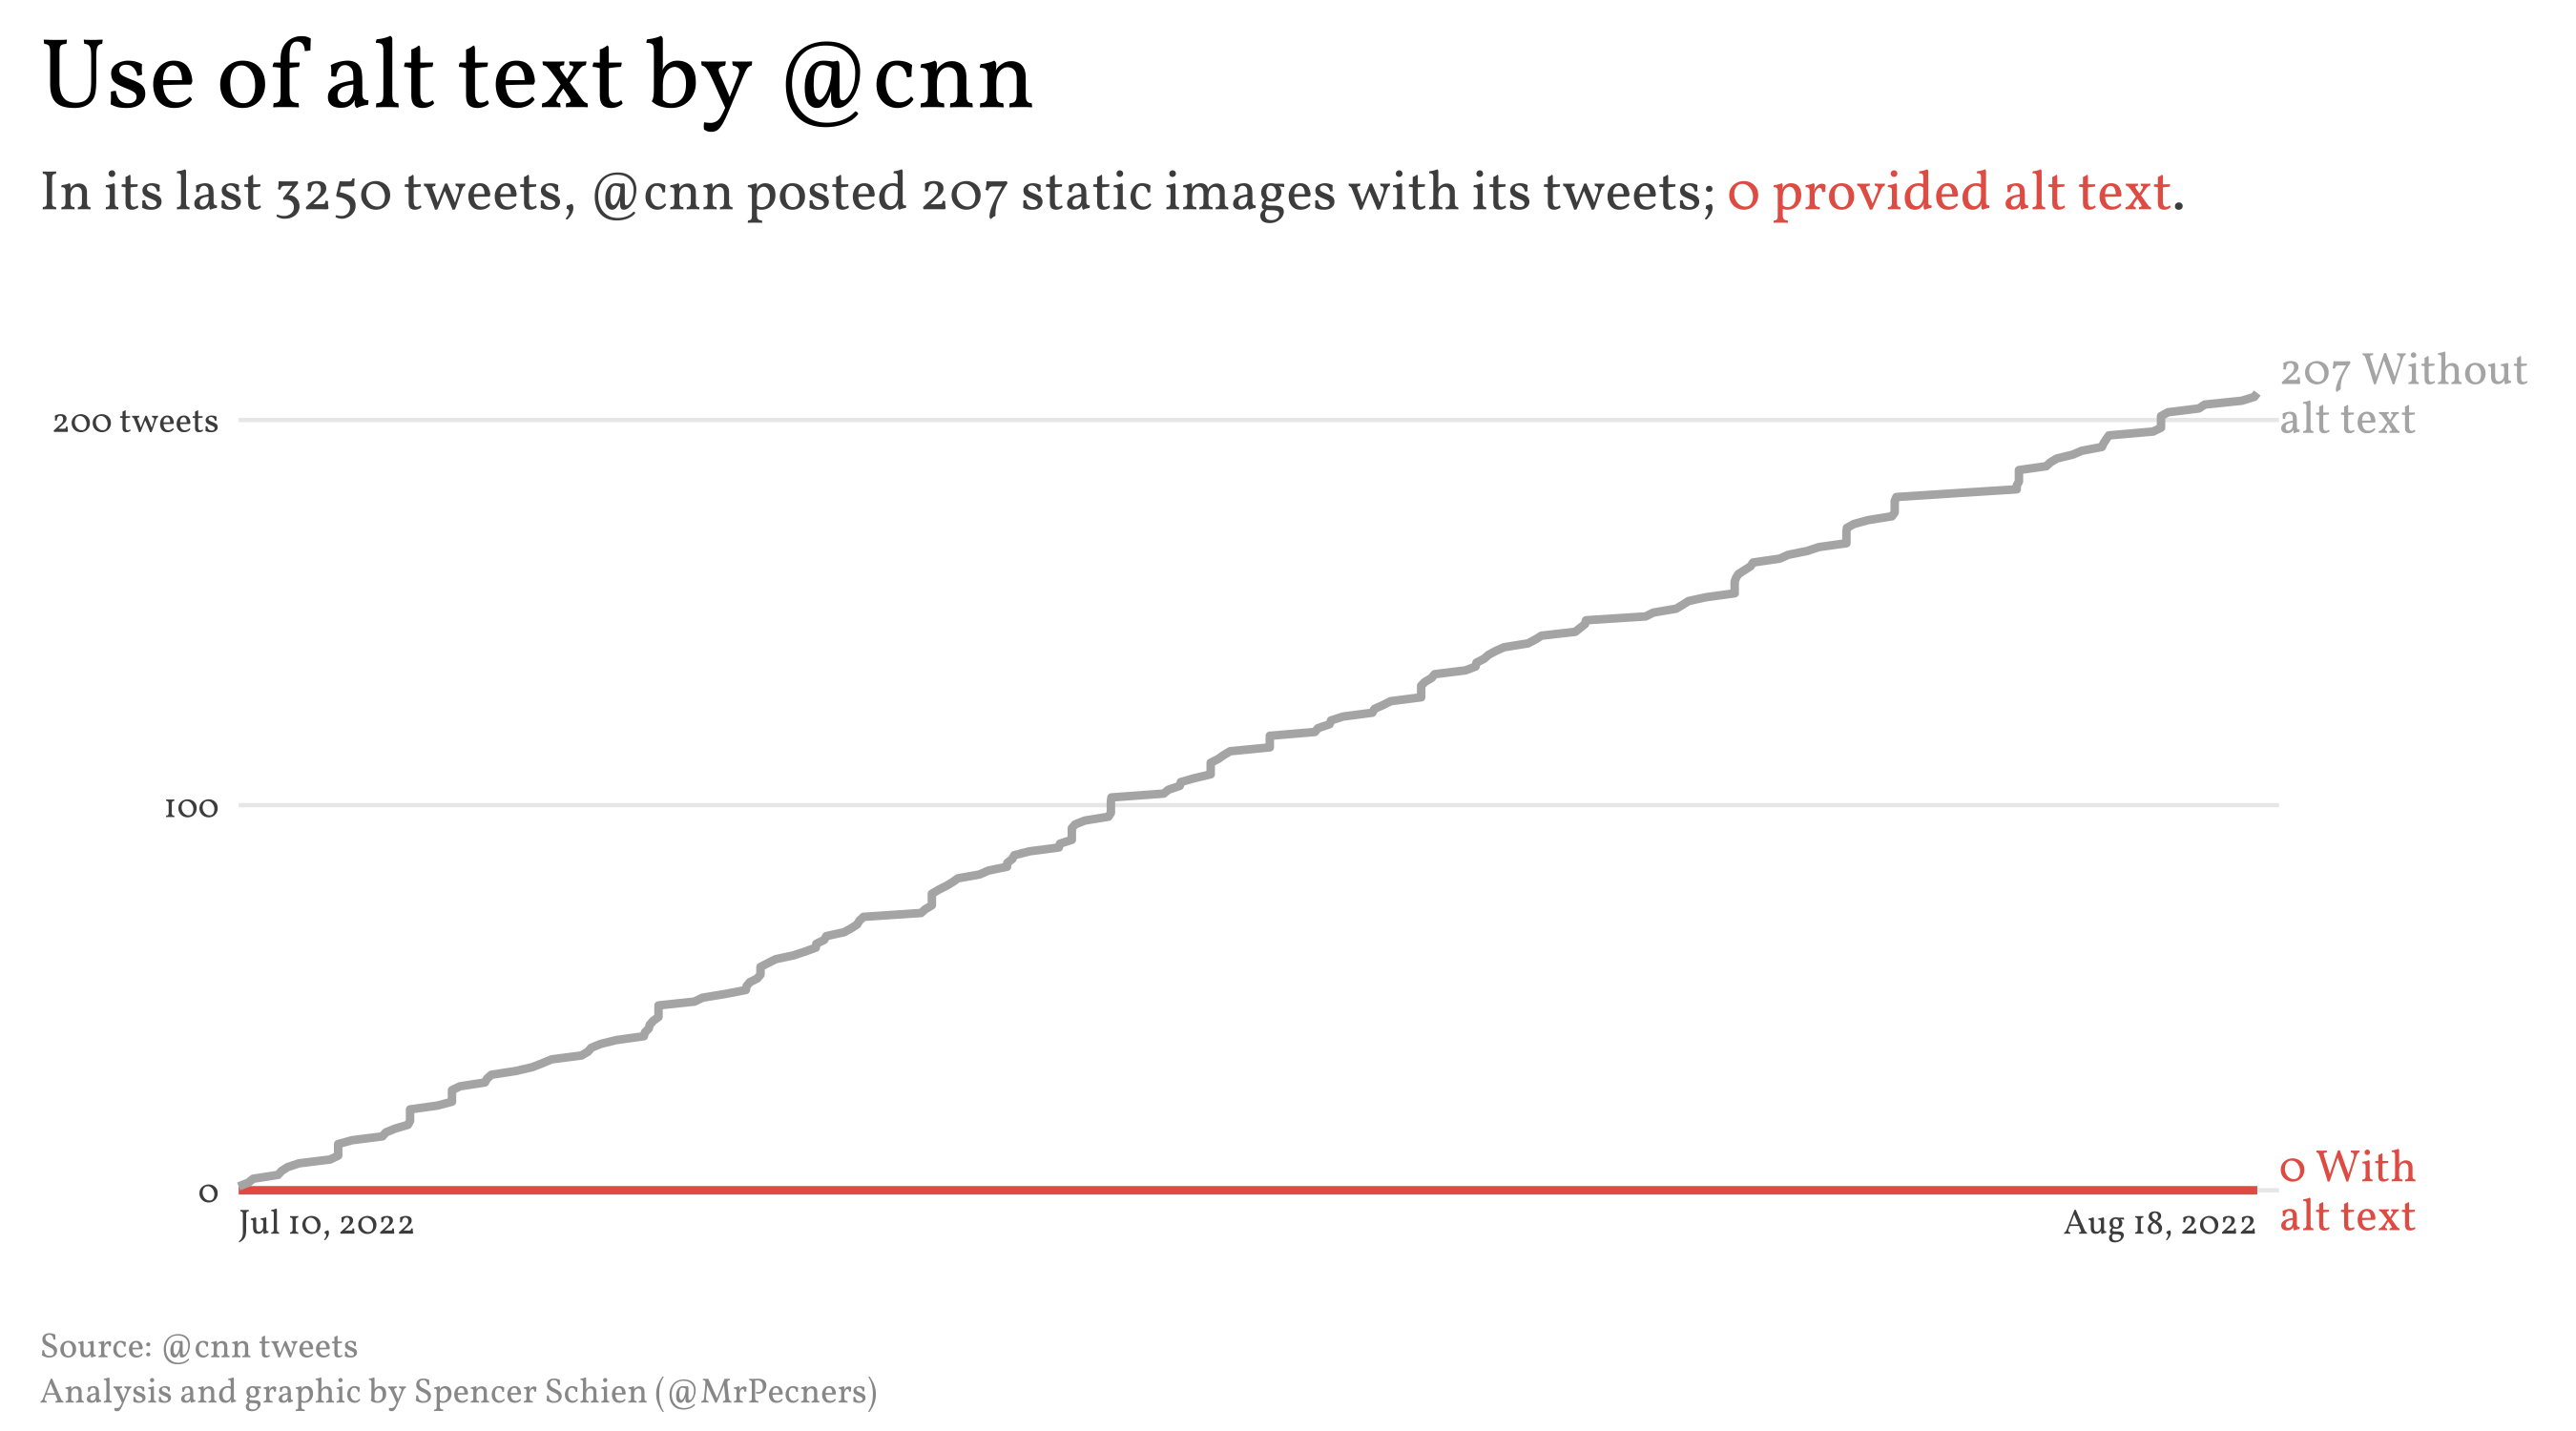 Use of alt text by @cnn
In its last 3250 tweets, @cnn posted 207 static images with its tweets; 0 provided alt text.
207 Without
alt text
200 tweets
100
0
0 With
alt text
Jul 10, 2022
Aug 18, 2022
Source: @cnn tweets
Analysis and graphic by Spencer Schien (@MrPecners)